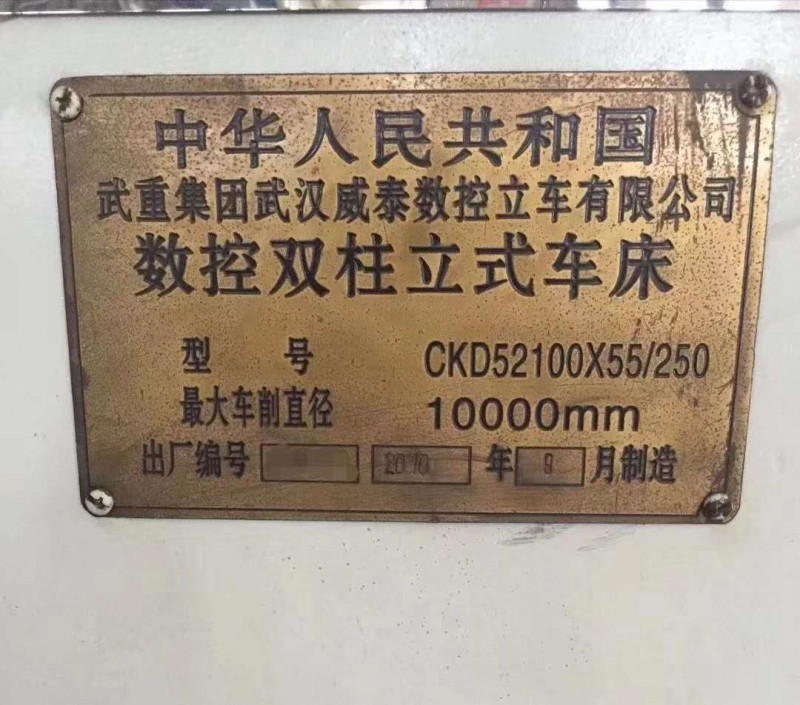 中华人民共和国
武重集团武汉威泰数控立车有限公司
数控双柱立式车床
型 号 CKD52100X55/250
最大车削直径 10000mm
出厂编号 2010 年 9 月制造